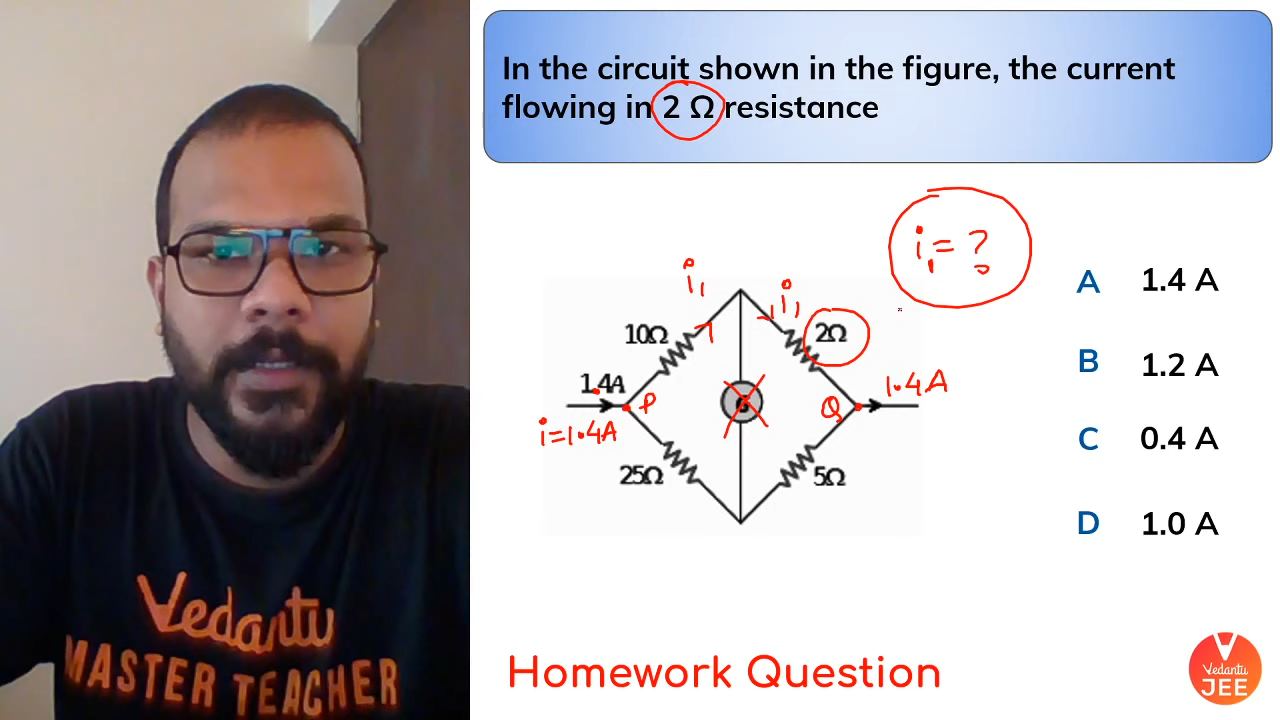 In the circuit shown in the figure, the current
flowing in 2 Ω resistance
i₁ = ?
i₁
i₁
10Ω
2Ω
1.4A
P
Q
1.4A
i=1.4A
25Ω
5Ω
A 1.4 A
B 1.2 A
C 0.4 A
D 1.0 A
Vedantu
MASTER TEACHER
Homework Question
Vedantu
JEE